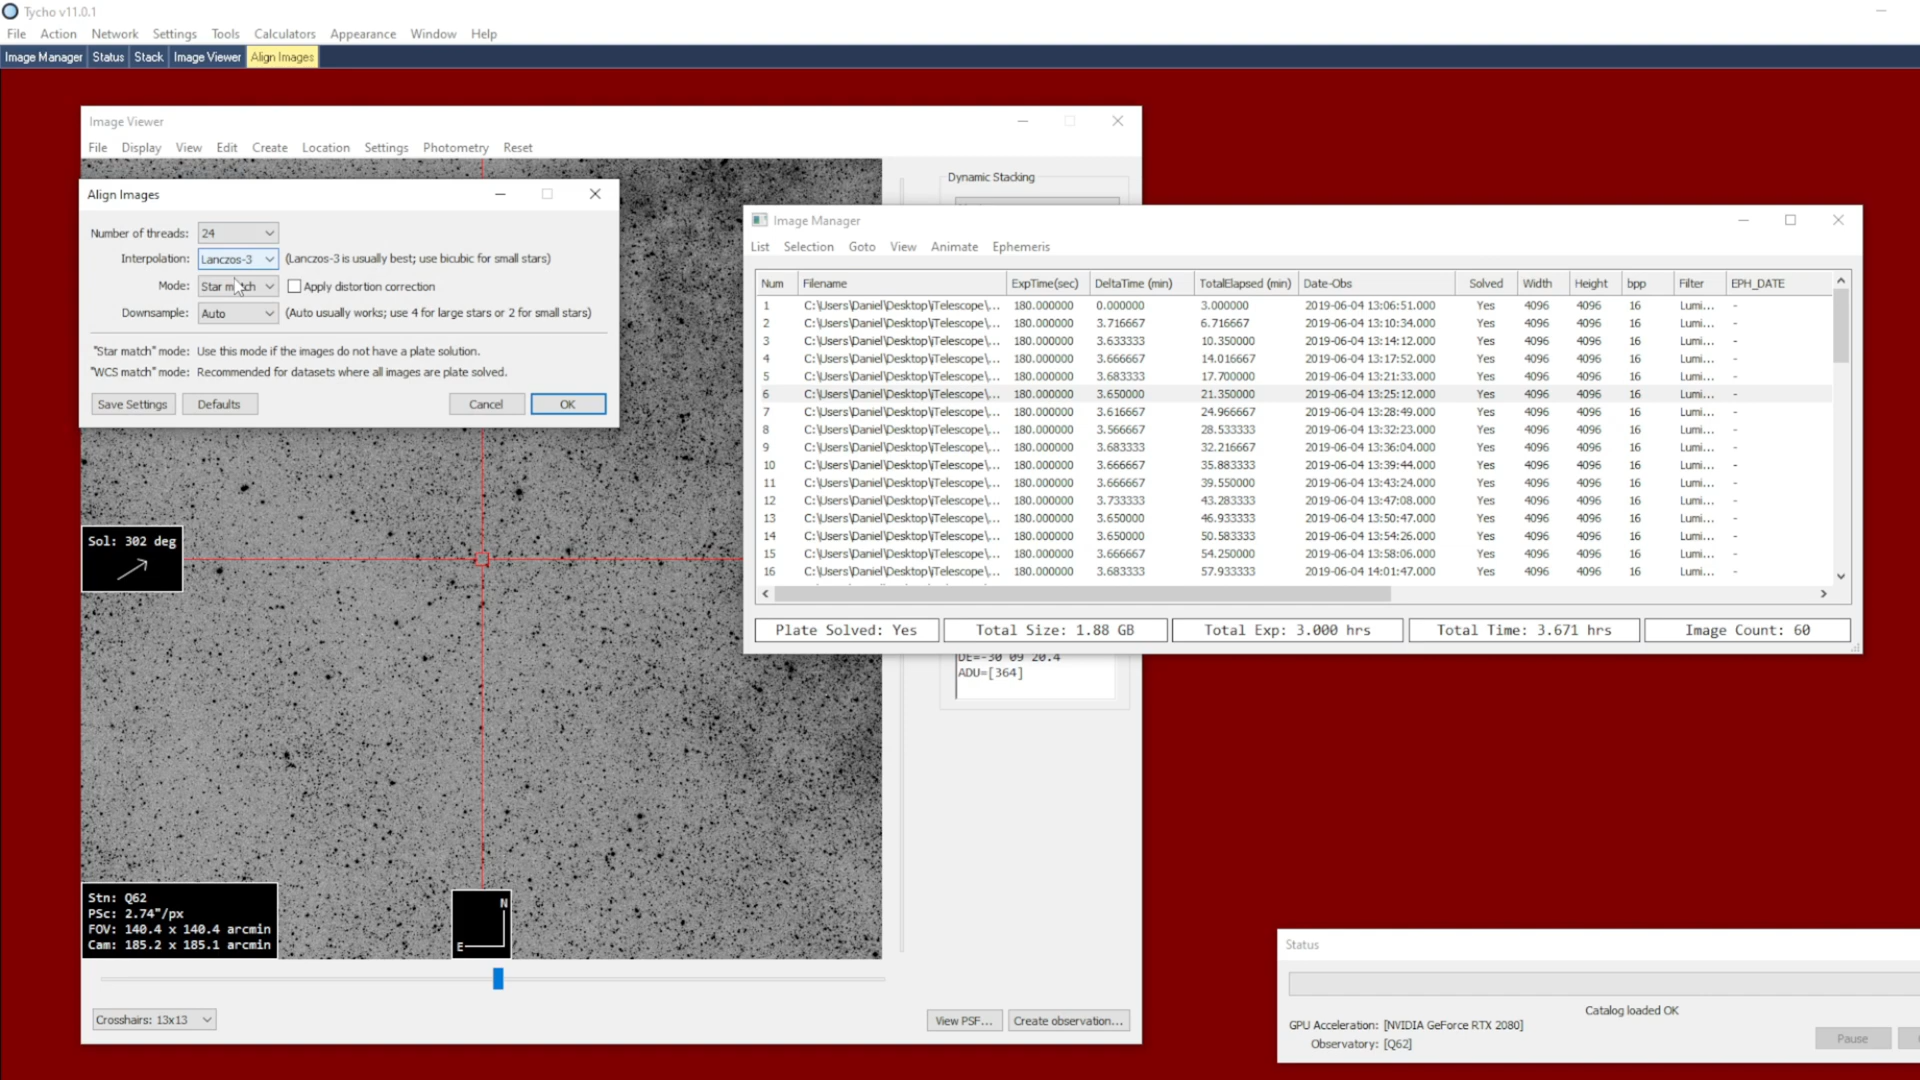 Tycho v11.0.1
File Action Network Settings Tools Calculators Appearance Window Help
Image Manager Status Stack Image Viewer Align Images
Image Viewer
File Display View Edit Create Location Settings Photometry Reset
Dynamic Stacking
Align Images
Number of threads: 24
Interpolation: Lanczos-3 (Lanczos-3 is usually best; use bicubic for small stars)
Mode: Star match Apply distortion correction
Downsample: Auto (Auto usually works; use 4 for large stars or 2 for small stars)
"Star match" mode: Use this mode if the images do not have a plate solution.
"WCS match" mode: Recommended for datasets where all images are plate solved.
Save Settings Defaults Cancel OK
Image Manager
List Selection Goto View Animate Ephemeris
Num Filename ExpTime(sec) DeltaTime (min) TotalElapsed (min) Date-Obs Solved Width Height bpp Filter EPH_DATE
1 C:\Users\Daniel\Desktop\iTelescope\... 180.000000 0.000000 3.000000 2019-06-04 13:06:51.000 Yes 4096 4096 16 Lumi... -
2 C:\Users\Daniel\Desktop\iTelescope\... 180.000000 3.716667 6.716667 2019-06-04 13:10:34.000 Yes 4096 4096 16 Lumi... -
3 C:\Users\Daniel\Desktop\iTelescope\... 180.000000 3.633333 10.350000 2019-06-04 13:14:12.000 Yes 4096 4096 16 Lumi... -
4 C:\Users\Daniel\Desktop\iTelescope\... 180.000000 3.666667 14.016667 2019-06-04 13:17:52.000 Yes 4096 4096 16 Lumi... -
5 C:\Users\Daniel\Desktop\iTelescope\... 180.000000 3.683333 17.700000 2019-06-04 13:21:33.000 Yes 4096 4096 16 Lumi... -
6 C:\Users\Daniel\Desktop\iTelescope\... 180.000000 3.650000 21.350000 2019-06-04 13:25:12.000 Yes 4096 4096 16 Lumi... -
7 C:\Users\Daniel\Desktop\iTelescope\... 180.000000 3.616667 24.966667 2019-06-04 13:28:49.000 Yes 4096 4096 16 Lumi... -
8 C:\Users\Daniel\Desktop\iTelescope\... 180.000000 3.566667 28.533333 2019-06-04 13:32:23.000 Yes 4096 4096 16 Lumi... -
9 C:\Users\Daniel\Desktop\iTelescope\... 180.000000 3.683333 32.216667 2019-06-04 13:36:04.000 Yes 4096 4096 16 Lumi... -
10 C:\Users\Daniel\Desktop\iTelescope\... 180.000000 3.666667 35.883333 2019-06-04 13:39:44.000 Yes 4096 4096 16 Lumi... -
11 C:\Users\Daniel\Desktop\iTelescope\... 180.000000 3.666667 39.550000 2019-06-04 13:43:24.000 Yes 4096 4096 16 Lumi... -
12 C:\Users\Daniel\Desktop\iTelescope\... 180.000000 3.733333 43.283333 2019-06-04 13:47:08.000 Yes 4096 4096 16 Lumi... -
13 C:\Users\Daniel\Desktop\iTelescope\... 180.000000 3.650000 46.933333 2019-06-04 13:50:47.000 Yes 4096 4096 16 Lumi... -
14 C:\Users\Daniel\Desktop\iTelescope\... 180.000000 3.650000 50.583333 2019-06-04 13:54:26.000 Yes 4096 4096 16 Lumi... -
15 C:\Users\Daniel\Desktop\iTelescope\... 180.000000 3.666667 54.250000 2019-06-04 13:58:06.000 Yes 4096 4096 16 Lumi... -
16 C:\Users\Daniel\Desktop\iTelescope\... 180.000000 3.683333 57.933333 2019-06-04 14:01:47.000 Yes 4096 4096 16 Lumi... -
Plate Solved: Yes Total Size: 1.88 GB Total Exp: 3.000 hrs Total Time: 3.671 hrs Image Count: 60
DE=-30 09 20.4
ADU=[364]
Sol: 302 deg
Stn: Q62
PSc: 2.74"/px
FOV: 140.4 x 140.4 arcmin
Cam: 185.2 x 185.1 arcmin
N
E
Crosshairs: 13x13 View PSF... Create observation...
Status
Catalog loaded OK
GPU Acceleration: [NVIDIA GeForce RTX 2080]
Observatory: [Q62]
Pause